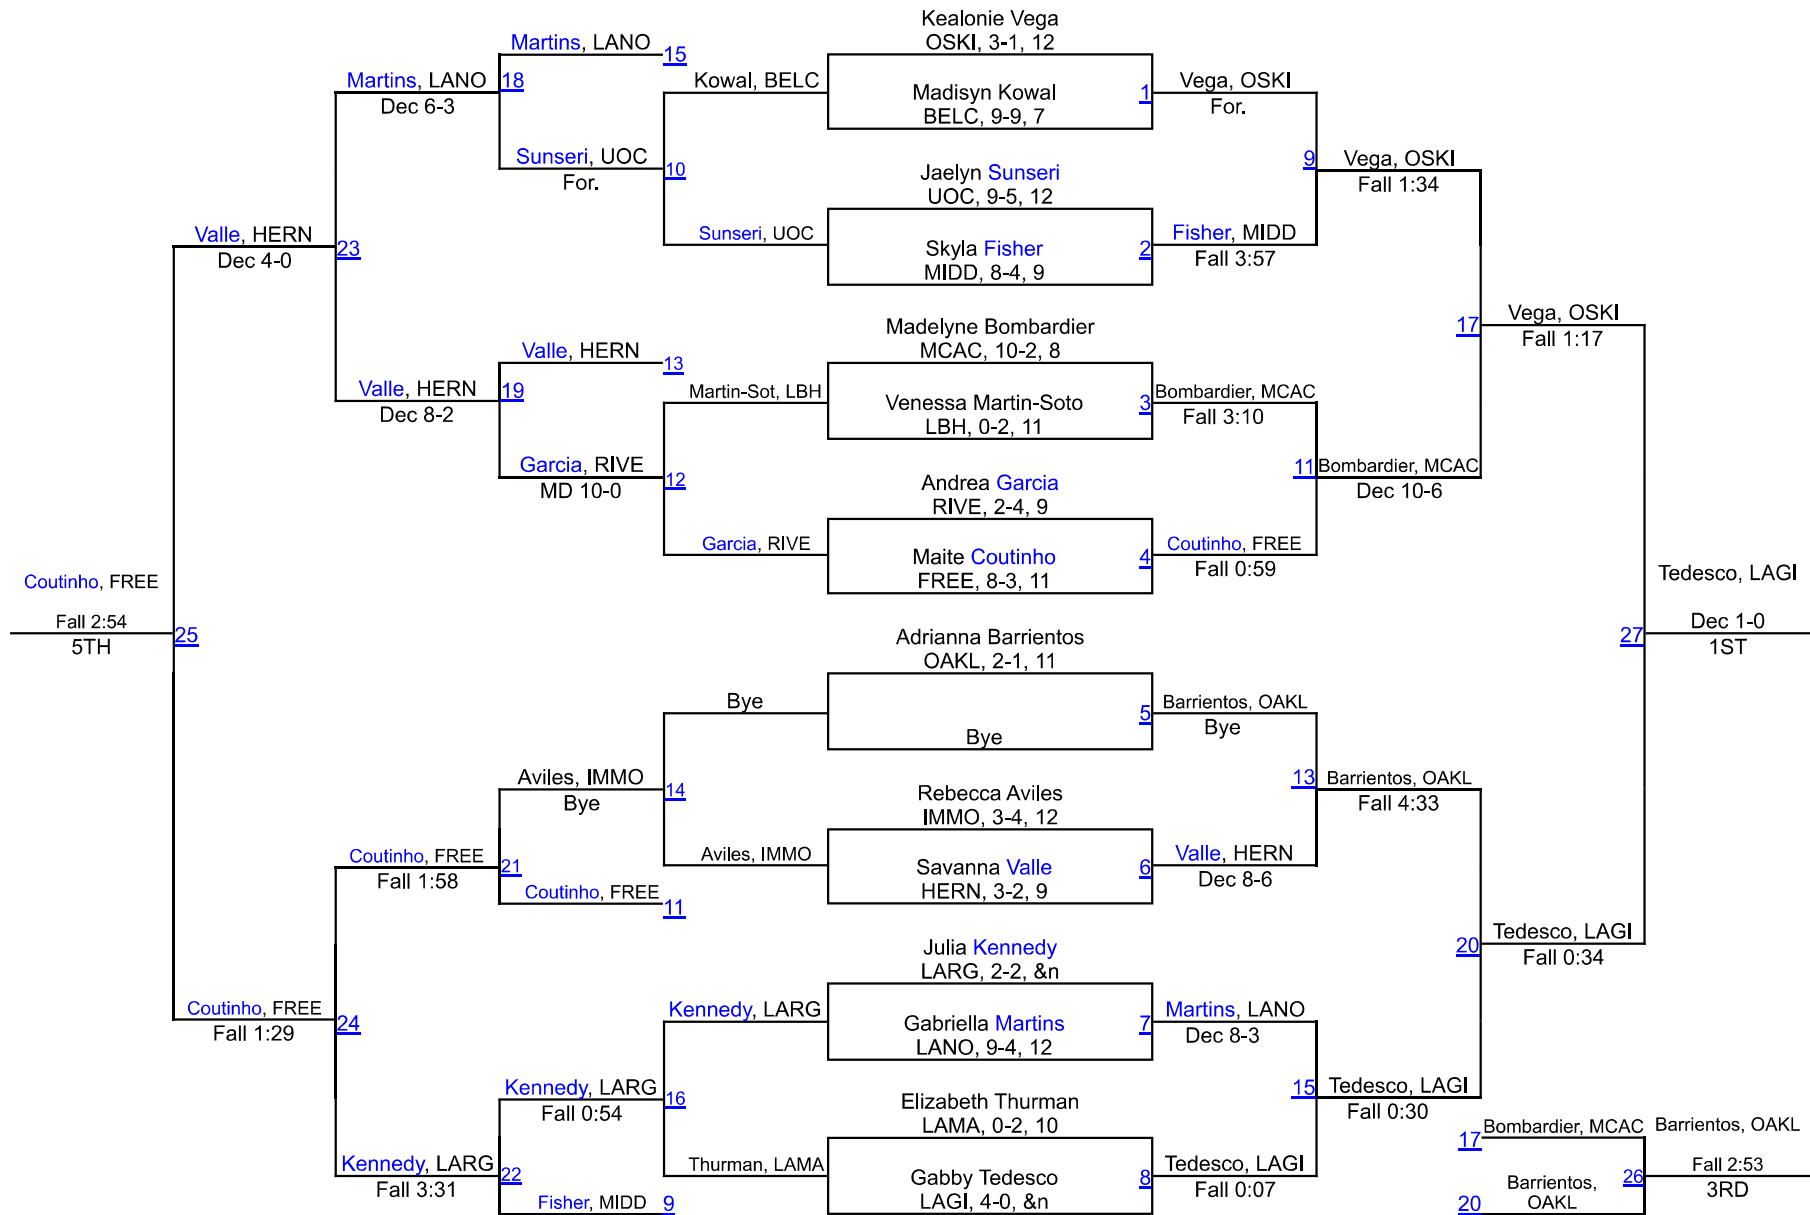 Kealonie Vega
OSKI, 3-1, 12
Madisyn Kowal
BELC, 9-9, 7
1
Jaelyn Sunseri
UOC, 9-5, 12
Skyla Fisher
MIDD, 8-4, 9
2
Madelyne Bombardier
MCAC, 10-2, 8
Venessa Martin-Soto
LBH, 0-2, 11
3
Andrea Garcia
RIVE, 2-4, 9
Maite Coutinho
FREE, 8-3, 11
4
Adrianna Barrientos
OAKL, 2-1, 11
Bye
5
Rebecca Aviles
IMMO, 3-4, 12
Savanna Valle
HERN, 3-2, 9
6
Julia Kennedy
LARG, 2-2, &n
Gabriella Martins
LANO, 9-4, 12
7
Elizabeth Thurman
LAMA, 0-2, 10
Gabby Tedesco
LAGI, 4-0, &n
8
Vega, OSKI
For.
9
Fisher, MIDD
Fall 3:57
Bombardier, MCAC
Fall 3:10
11
Coutinho, FREE
Fall 0:59
Barrientos, OAKL
Bye
13
Valle, HERN
Dec 8-6
Martins, LANO
Dec 8-3
15
Tedesco, LAGI
Fall 0:07
Vega, OSKI
Fall 1:34
17
Bombardier, MCAC
Dec 10-6
Barrientos, OAKL
Fall 4:33
20
Tedesco, LAGI
Fall 0:30
Vega, OSKI
Fall 1:17
27
Tedesco, LAGI
Fall 0:34
Tedesco, LAGI
Dec 1-0
1ST
17
Bombardier, MCAC
20
Barrientos,
OAKL
26
Barrientos, OAKL
Fall 2:53
3RD
Kowal, BELC
10
Sunseri, UOC
Martin-Sot, LBH
12
Garcia, RIVE
Bye
14
Aviles, IMMO
Kennedy, LARG
16
Thurman, LAMA
Martins, LANO
15
18
Sunseri, UOC
For.
Valle, HERN
13
19
Garcia, RIVE
MD 10-0
Aviles, IMMO
Bye
21
Coutinho, FREE
11
Kennedy, LARG
Fall 0:54
22
Fisher, MIDD
9
Martins, LANO
Dec 6-3
23
Valle, HERN
Dec 8-2
Coutinho, FREE
Fall 1:58
24
Kennedy, LARG
Fall 3:31
Valle, HERN
Dec 4-0
25
Coutinho, FREE
Fall 1:29
Coutinho, FREE
Fall 2:54
5TH